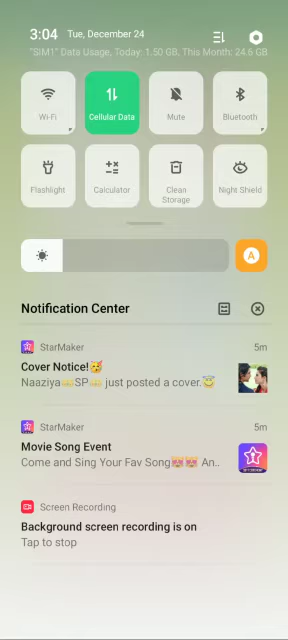 3:04 Tue, December 24
"SIM1" Data Usage, Today: 1.50 GB, This Month: 24.6 GB
Wi-Fi
Cellular Data
Mute
Bluetooth
Flashlight
Calculator
Clean
Storage
Night Shield
A
Notification Center
StarMaker 5m
Cover Notice!🥳
Naaziya👑SP👑 just posted a cover.😇
StarMaker 5m
Movie Song Event
Come and Sing Your Fav Song😻😻 An..
Screen Recording
Background screen recording is on
Tap to stop